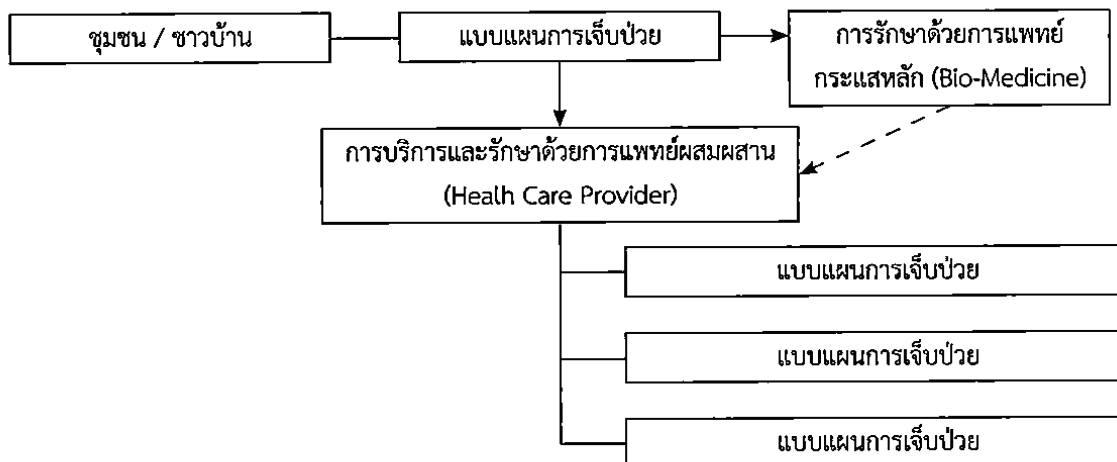 ชุมชน / ชาวบ้าน
แบบแผนการเจ็บป่วย
การรักษาด้วยการแพทย์
กระแสหลัก (Bio-Medicine)
การบริการและรักษาด้วยการแพทย์ผสมผสาน
(Healh Care Provider)
แบบแผนการเจ็บป่วย
แบบแผนการเจ็บป่วย
แบบแผนการเจ็บป่วย